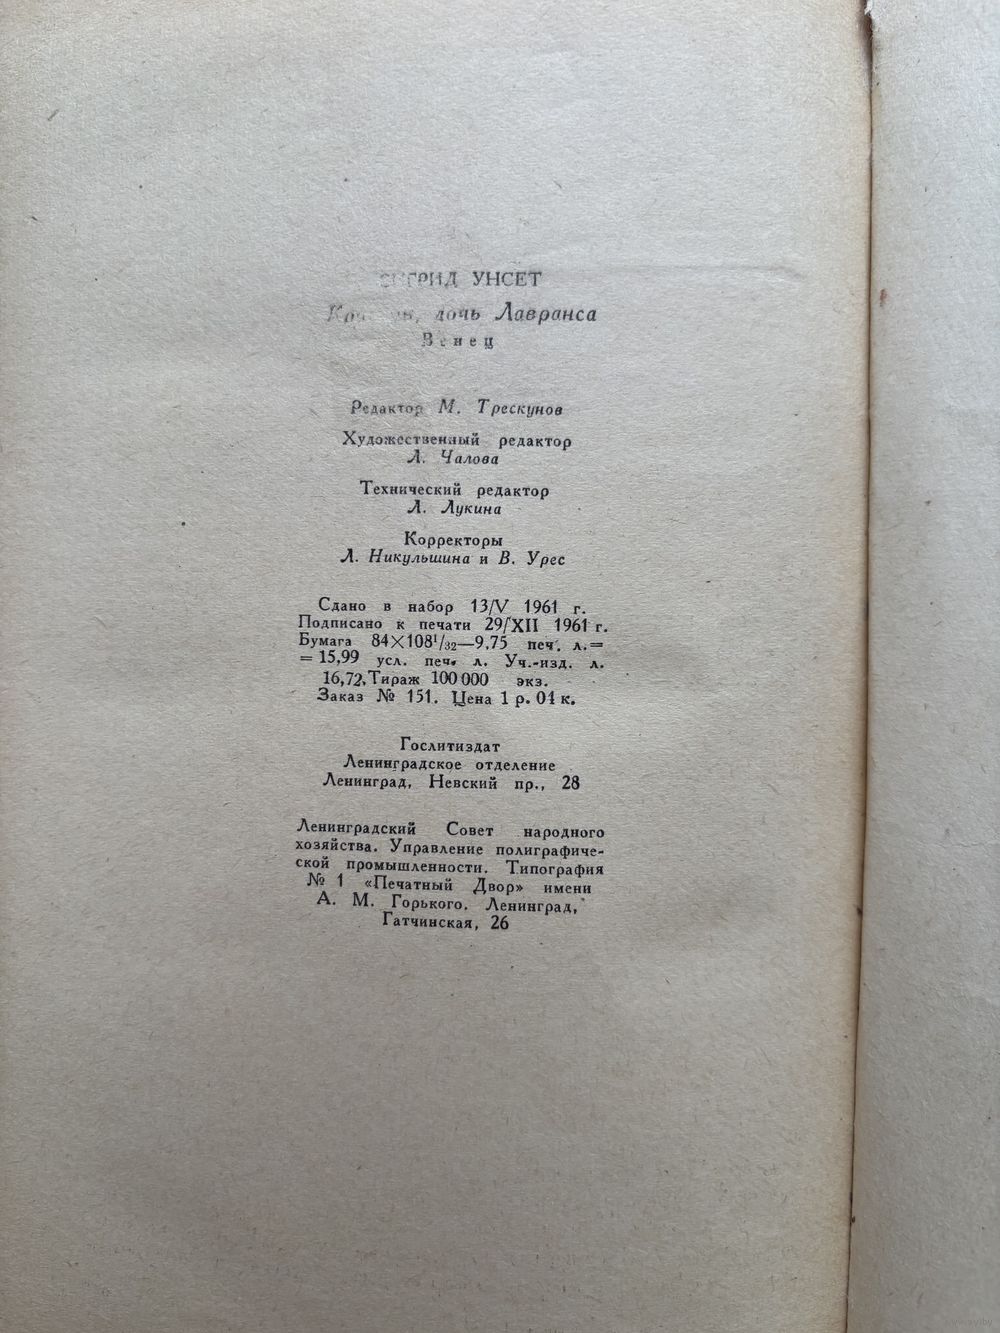 СИГРИД УНСЕТ
дочь Лавранса
Венец
Редактор М. Трескунов
Художественный редактор
Л. Чалова
Технический редактор
Л. Лукина
Корректоры
Л. Никульшина и В. Урес
Сдано в набор 13/V 1961 г.
Подписано к печати 29/XII 1961 г.
Бумага 84×108¹/₃₂—9,75 печ. л.=
=15,99 усл. печ. л. Уч.-изд. л.
16,72. Тираж 100 000 экз.
Заказ № 151. Цена 1 р. 04 к.
Гослитиздат
Ленинградское отделение
Ленинград, Невский пр., 28
Ленинградский Совет народного
хозяйства. Управление полиграфиче-
ской промышленности. Типография
№ 1 «Печатный Двор» имени
А. М. Горького. Ленинград,
Гатчинская, 26